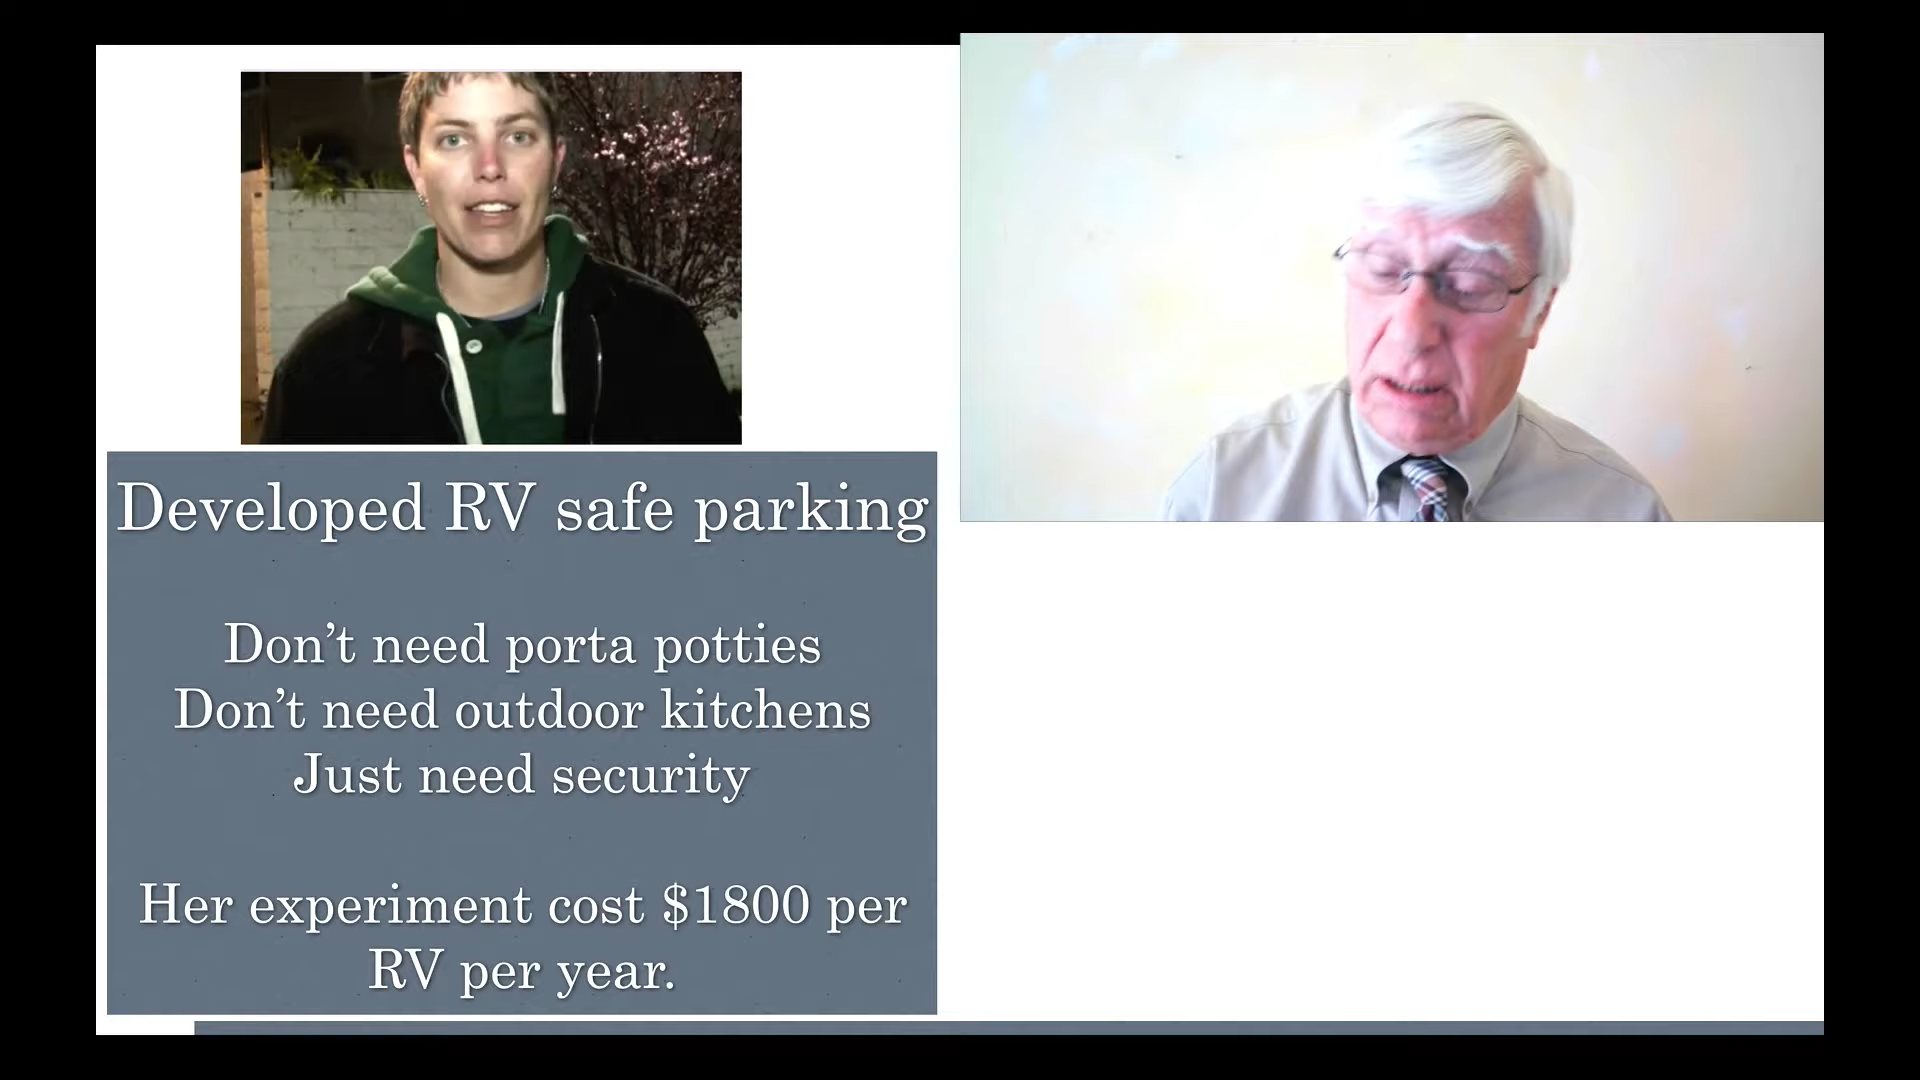 Developed RV safe parking
Don’t need porta potties
Don’t need outdoor kitchens
Just need security
Her experiment cost $1800 per
RV per year.